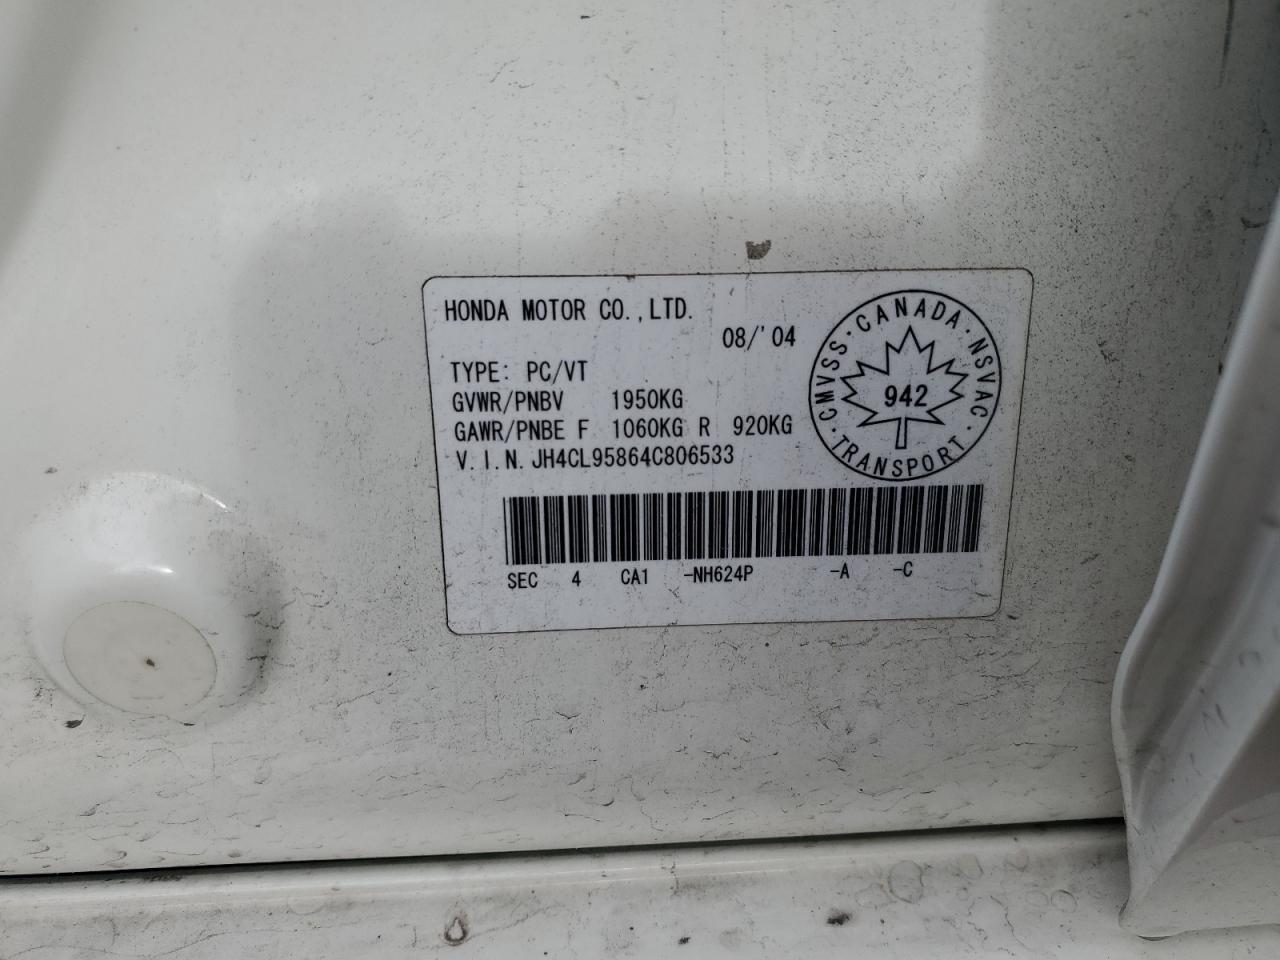 HONDA MOTOR CO.,LTD.
08/'04
TYPE: PC/VT
GVWR/PNBV 1950KG
GAWR/PNBE F 1060KG R 920KG
V.I.N. JH4CL95864C806533
CMVSS · CANADA · NSVAC · TRANSPORT ·
942
SEC 4 CA1 -NH624P -A -C